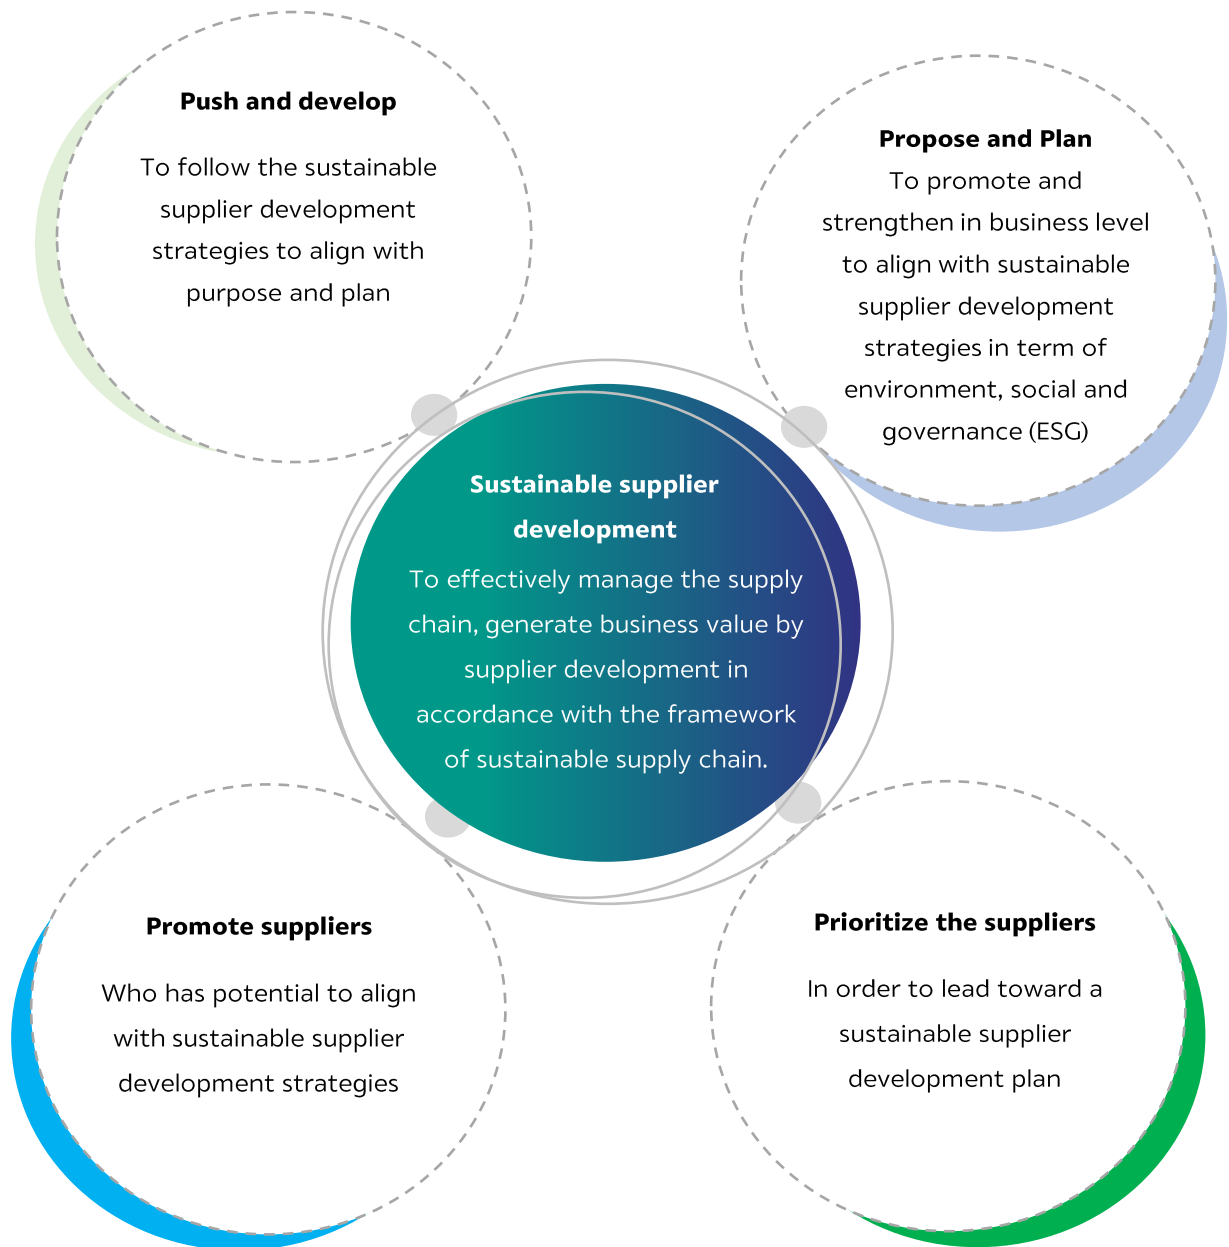 Push and develop
To follow the sustainable
supplier development
strategies to align with
purpose and plan
Propose and Plan
To promote and
strengthen in business level
to align with sustainable
supplier development
strategies in term of
environment, social and
governance (ESG)
Sustainable supplier
development
To effectively manage the supply
chain, generate business value by
supplier development in
accordance with the framework
of sustainable supply chain.
Promote suppliers
Who has potential to align
with sustainable supplier
development strategies
Prioritize the suppliers
In order to lead toward a
sustainable supplier
development plan